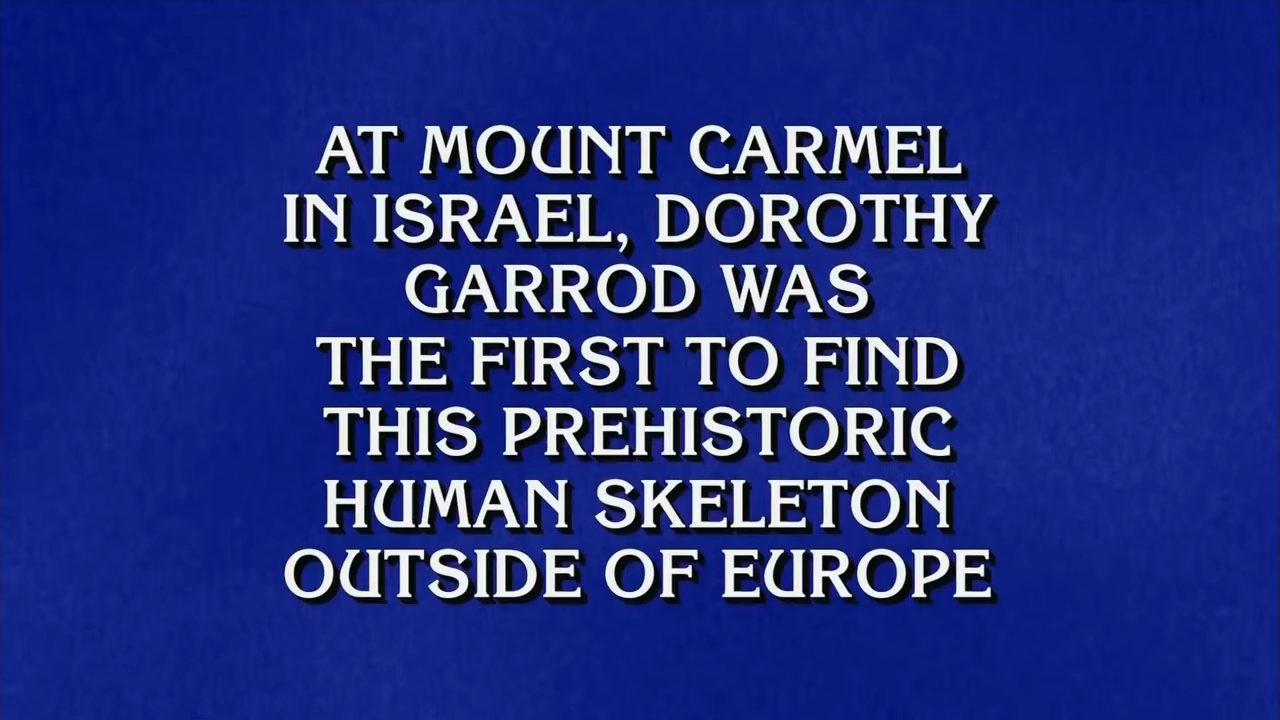 AT MOUNT CARMEL
IN ISRAEL, DOROTHY
GARROD WAS
THE FIRST TO FIND
THIS PREHISTORIC
HUMAN SKELETON
OUTSIDE OF EUROPE